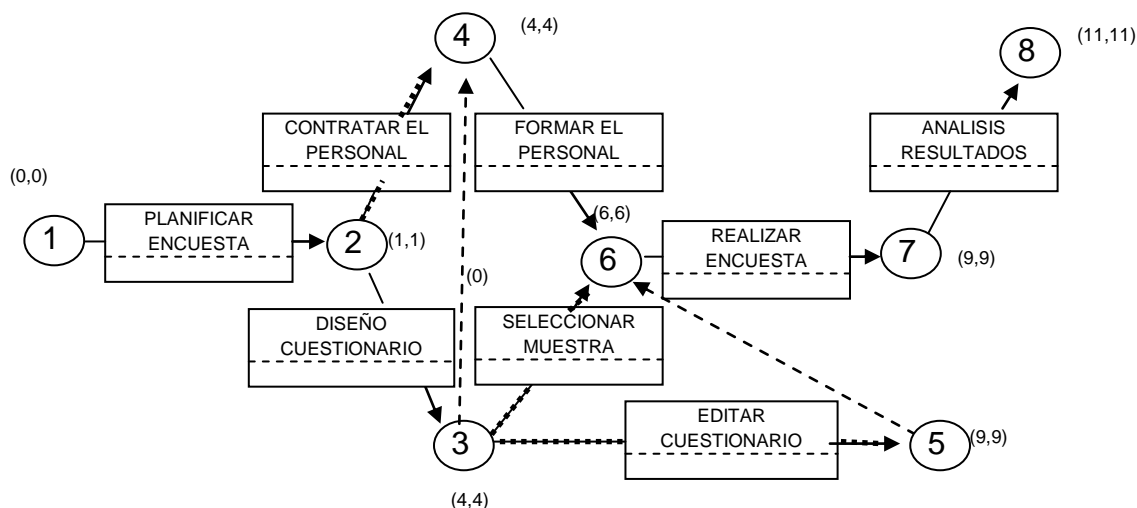 4
(4,4)
8
(11,11)
CONTRATAR EL
PERSONAL
FORMAR EL
PERSONAL
ANALISIS
RESULTADOS
(0,0)
1
PLANIFICAR
ENCUESTA
2
(1,1)
(6,6)
6
REALIZAR
ENCUESTA
7
(9,9)
(0)
DISEÑO
CUESTIONARIO
SELECCIONAR
MUESTRA
3
(4,4)
EDITAR
CUESTIONARIO
5
(9,9)